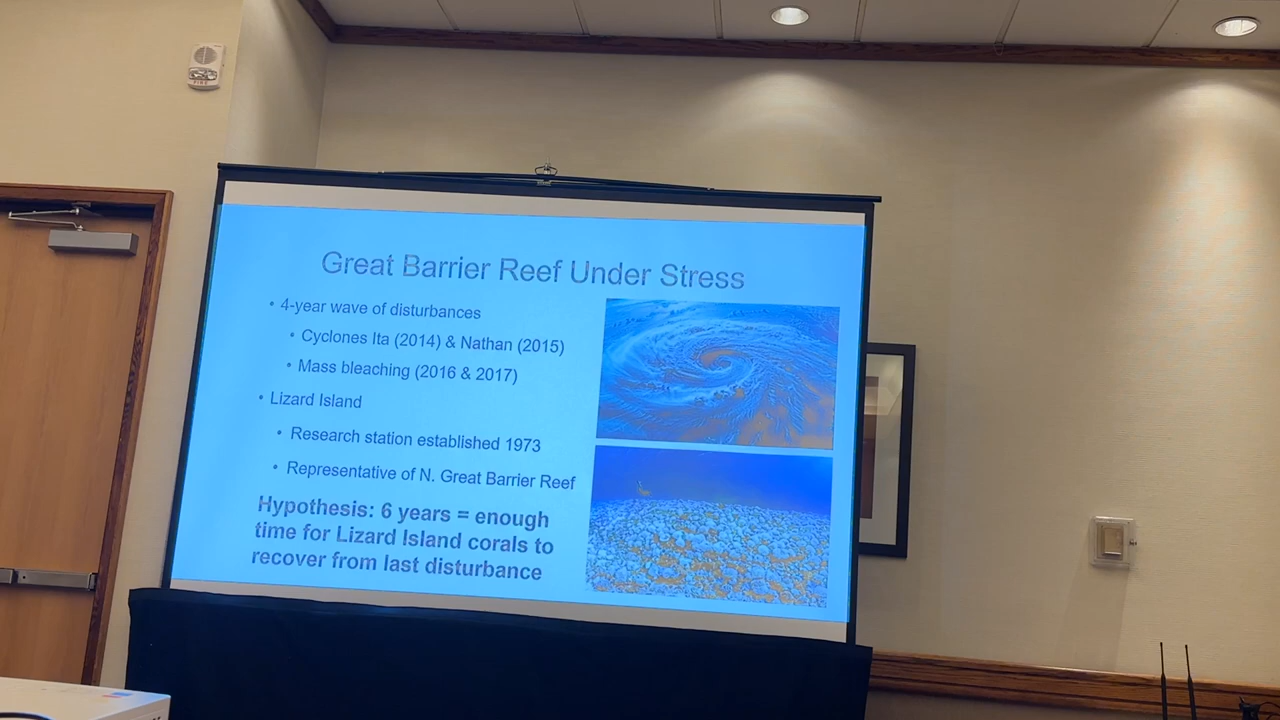 FIRE
Great Barrier Reef Under Stress
• 4-year wave of disturbances
• Cyclones Ita (2014) & Nathan (2015)
• Mass bleaching (2016 & 2017)
• Lizard Island
• Research station established 1973
• Representative of N. Great Barrier Reef
Hypothesis: 6 years = enough
time for Lizard Island corals to
recover from last disturbance